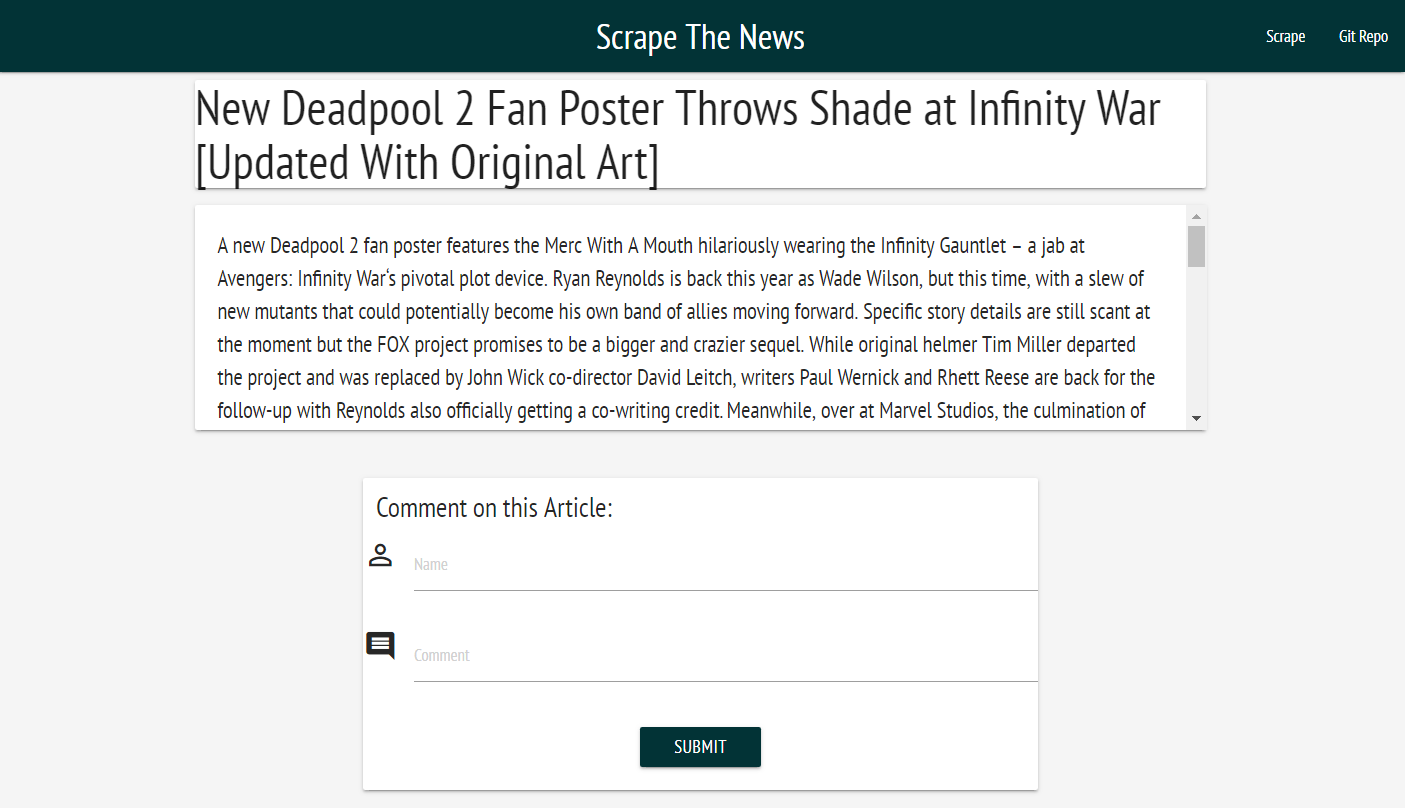 Scrape The News
Scrape
Git Repo
New Deadpool 2 Fan Poster Throws Shade at Infinity War
[Updated With Original Art]
A new Deadpool 2 fan poster features the Merc With A Mouth hilariously wearing the Infinity Gauntlet – a jab at
Avengers: Infinity War‘s pivotal plot device. Ryan Reynolds is back this year as Wade Wilson, but this time, with a slew of
new mutants that could potentially become his own band of allies moving forward. Specific story details are still scant at
the moment but the FOX project promises to be a bigger and crazier sequel. While original helmer Tim Miller departed
the project and was replaced by John Wick co-director David Leitch, writers Paul Wernick and Rhett Reese are back for the
follow-up with Reynolds also officially getting a co-writing credit. Meanwhile, over at Marvel Studios, the culmination of
Comment on this Article:
Name
Comment
SUBMIT